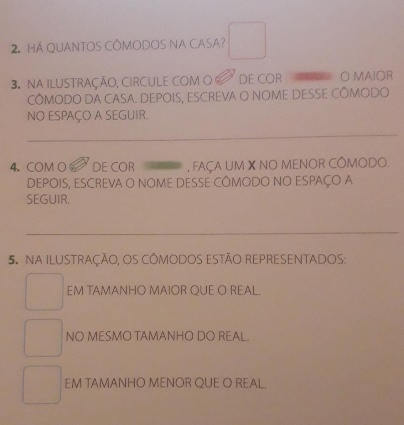 2. HÁ QUANTOS CÔMODOS NA CASA?
3. NA ILUSTRAÇÃO, CIRCULE COM O DE COR O MAIOR
CÔMODO DA CASA. DEPOIS, ESCREVA O NOME DESSE CÔMODO
NO ESPAÇO A SEGUIR.
4. COM O DE COR , FAÇA UM X NO MENOR CÔMODO.
DEPOIS, ESCREVA O NOME DESSE CÔMODO NO ESPAÇO A
SEGUIR.
5. NA ILUSTRAÇÃO, OS CÔMODOS ESTÃO REPRESENTADOS:
EM TAMANHO MAIOR QUE O REAL.
NO MESMO TAMANHO DO REAL.
EM TAMANHO MENOR QUE O REAL.